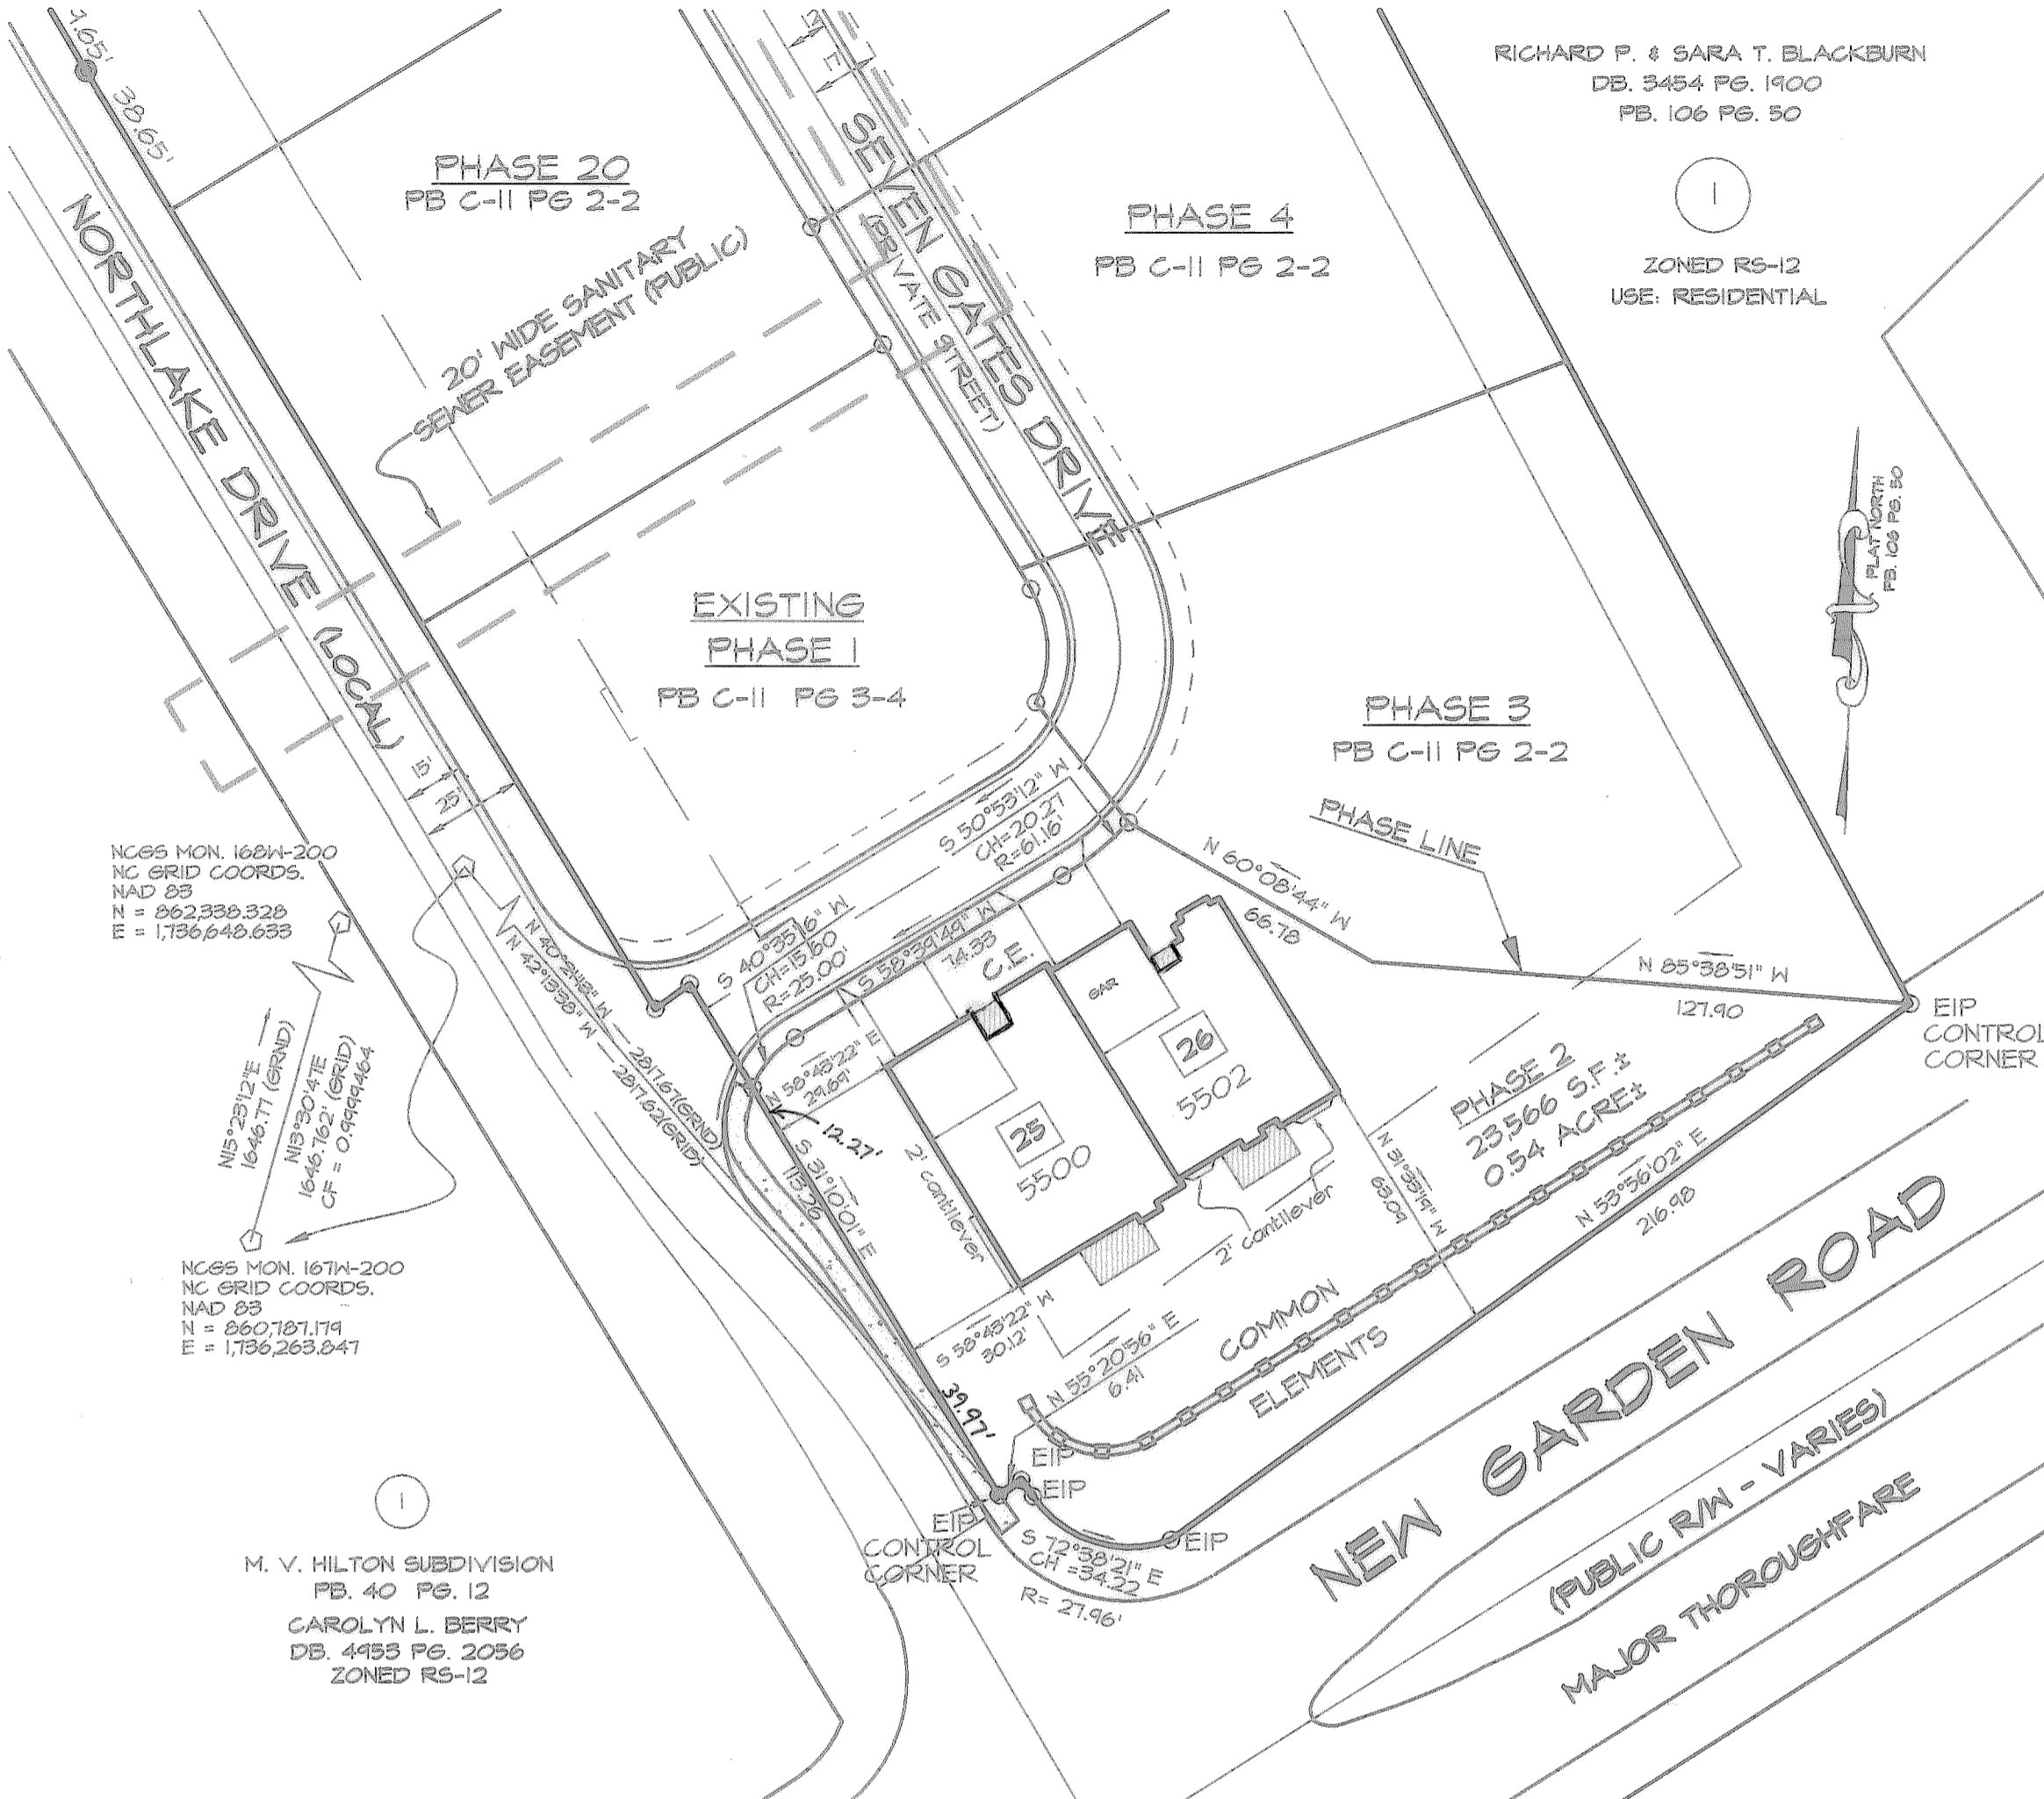 RICHARD P. & SARA T. BLACKBURN
DB. 3454 PG. 1900
PB. 106 PG. 50
1
ZONED RS-12
USE: RESIDENTIAL
38.65'
12'
PHASE 20
PB C-11 PG 2-2
20' WIDE SANITARY
SEWER EASEMENT (PUBLIC)
NORTHLAKE DRIVE (LOCAL)
SEVEN GATES DRIVE
(PRIVATE STREET)
PHASE 4
PB C-11 PG 2-2
PLAT NORTH
PB. 106 PG. 50
EXISTING
PHASE 1
PB C-11 PG 3-4
PHASE 3
PB C-11 PG 2-2
15'
25'
PHASE LINE
S 50°53'12" W
CH=20.27
R=61.16'
N 60°08'44" W
66.78
N 85°38'51" W
127.90
EIP
CONTROL
CORNER
NCGS MON. 168W-200
NC GRID COORDS.
NAD 83
N = 862,338.328
E = 1,736,648.633
N 40°21'48" W 2817.67(GRND)
N 42°13'38" W 2817.62(GRID)
S 40°35'16" W
CH=15.60
R=25.00'
S 58°39'49" W
74.33
C.E.
GAR
26
5502
25
5500
N 58°43'22" E
29.69'
12.27'
S 31°10'01" E
113.26
2' cantilever
2' cantilever
N 31°33'19" W
63.09
PHASE 2
23,566 S.F.±
0.54 ACRE±
N 53°56'02" E
216.98
N15°23'12"E
1646.77 (GRND)
N13°30'47E
1646.762' (GRID)
CF = 0.9999464
NCGS MON. 167W-200
NC GRID COORDS.
NAD 83
N = 860,787.179
E = 1,736,263.847
S 58°43'22" W
30.12'
39.97'
N 55°20'56" E
6.41
COMMON
ELEMENTS
EIP
EIP
EIP
EIP
CONTROL
CORNER
S 72°38'21" E
CH =34.22
R= 27.96'
NEW GARDEN ROAD
(PUBLIC R/W - VARIES)
MAJOR THOROUGHFARE
1
M. V. HILTON SUBDIVISION
PB. 40 PG. 12
CAROLYN L. BERRY
DB. 4953 PG. 2056
ZONED RS-12